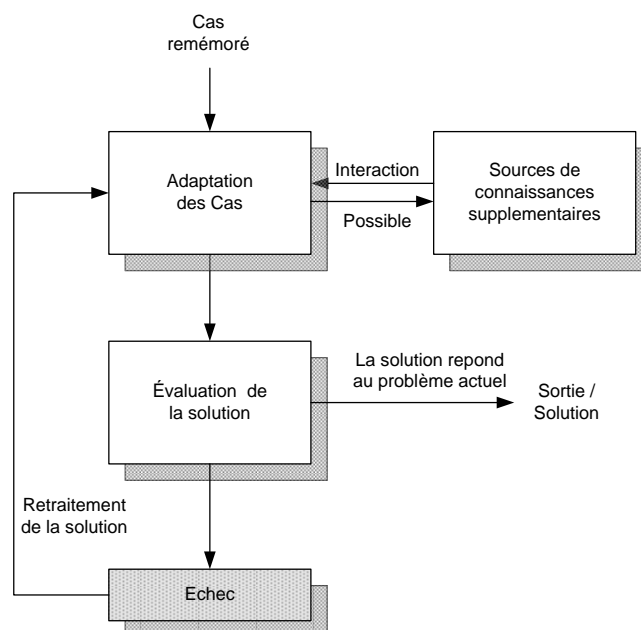 Cas
remémoré
Adaptation
des Cas
Interaction
Possible
Sources de
connaissances
supplementaires
Évaluation de
la solution
La solution repond
au problème actuel
Sortie /
Solution
Retraitement
de la solution
Echec